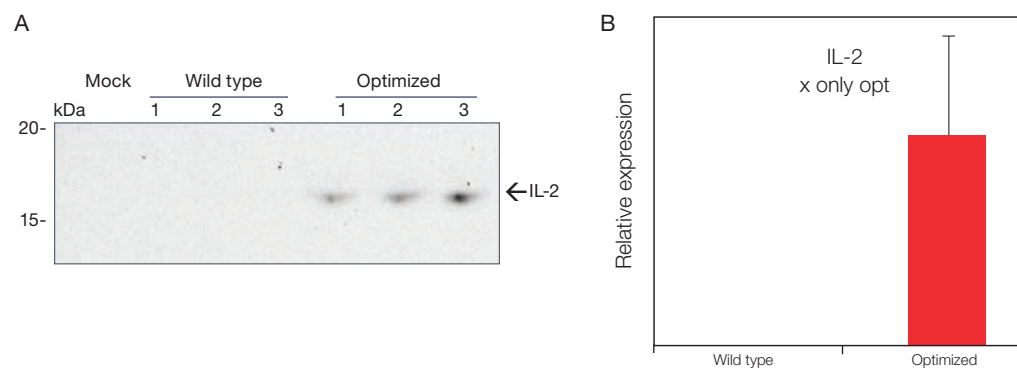 A
Mock Wild type Optimized
kDa 1 2 3 1 2 3
20-
←IL-2
15-
B
IL-2
x only opt
Relative expression
Wild type Optimized